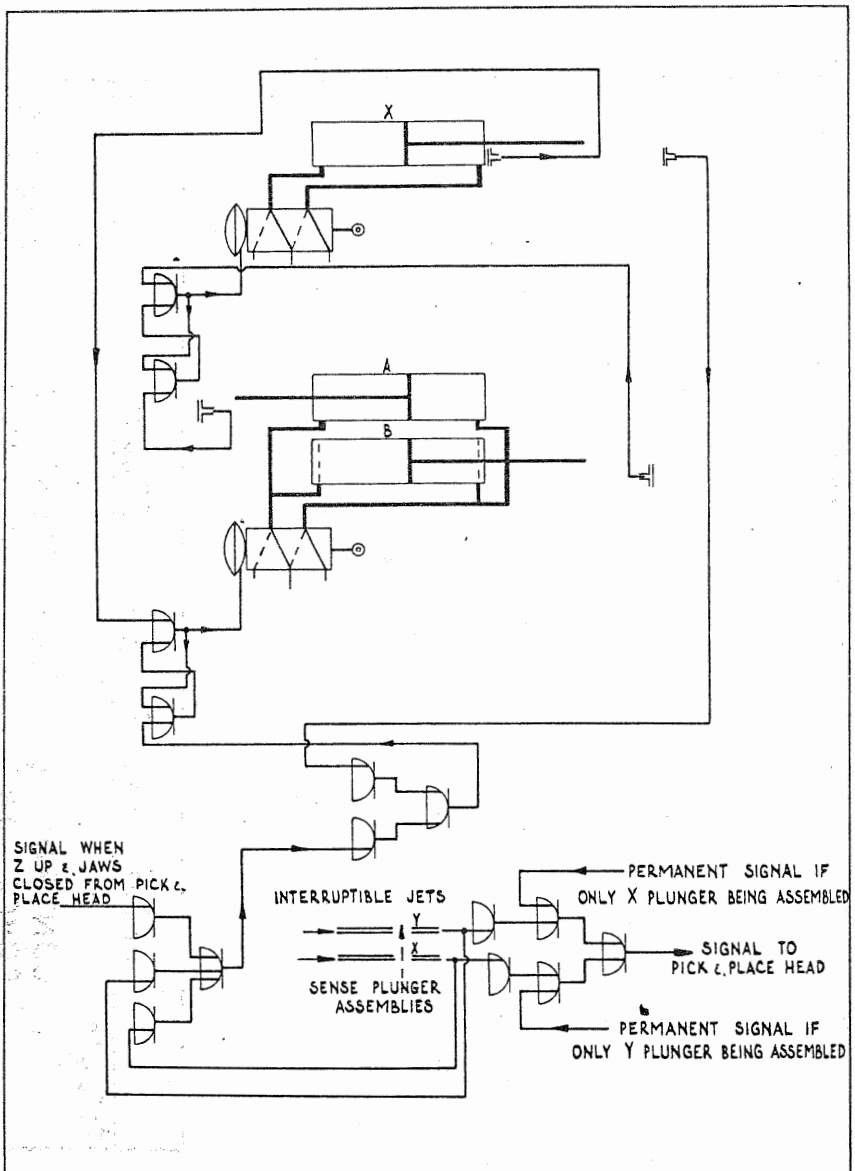 X
A
B
SIGNAL WHEN
Z UP & JAWS
CLOSED FROM PICK &
PLACE HEAD
INTERRUPTIBLE JETS
Y
X
SENSE PLUNGER
ASSEMBLIES
PERMANENT SIGNAL IF
ONLY X PLUNGER BEING ASSEMBLED
SIGNAL TO
PICK & PLACE HEAD
PERMANENT SIGNAL IF
ONLY Y PLUNGER BEING ASSEMBLED